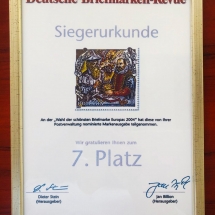 Deutsche Briefmarken-Revue
Siegerurkunde
An der „Wahl der schönsten Briefmarke Europas 2004“ hat diese von Ihrer
Postverwaltung nominierte Markenausgabe teilgenommen.
Wir gratulieren Ihnen zum
7. Platz
Dieter Stein
(Herausgeber)
Jan Billion
(Herausgeber)